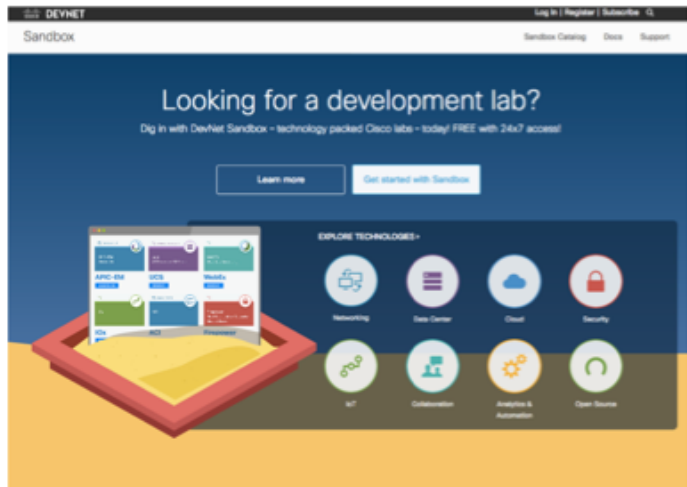 DEVNET
Log In | Register | Subscribe
Sandbox
Sandbox Catalog Docs Support
Looking for a development lab?
Dig in with DevNet Sandbox - technology packed Cisco labs - today! FREE with 24x7 access!
Learn more
Get started with Sandbox
EXPLORE TECHNOLOGIES >
APIC-EM UCS WebEx
IOx ACI Firepower
Networking Data Center Cloud Security
IoT Collaboration Analytics & Automation Open Source